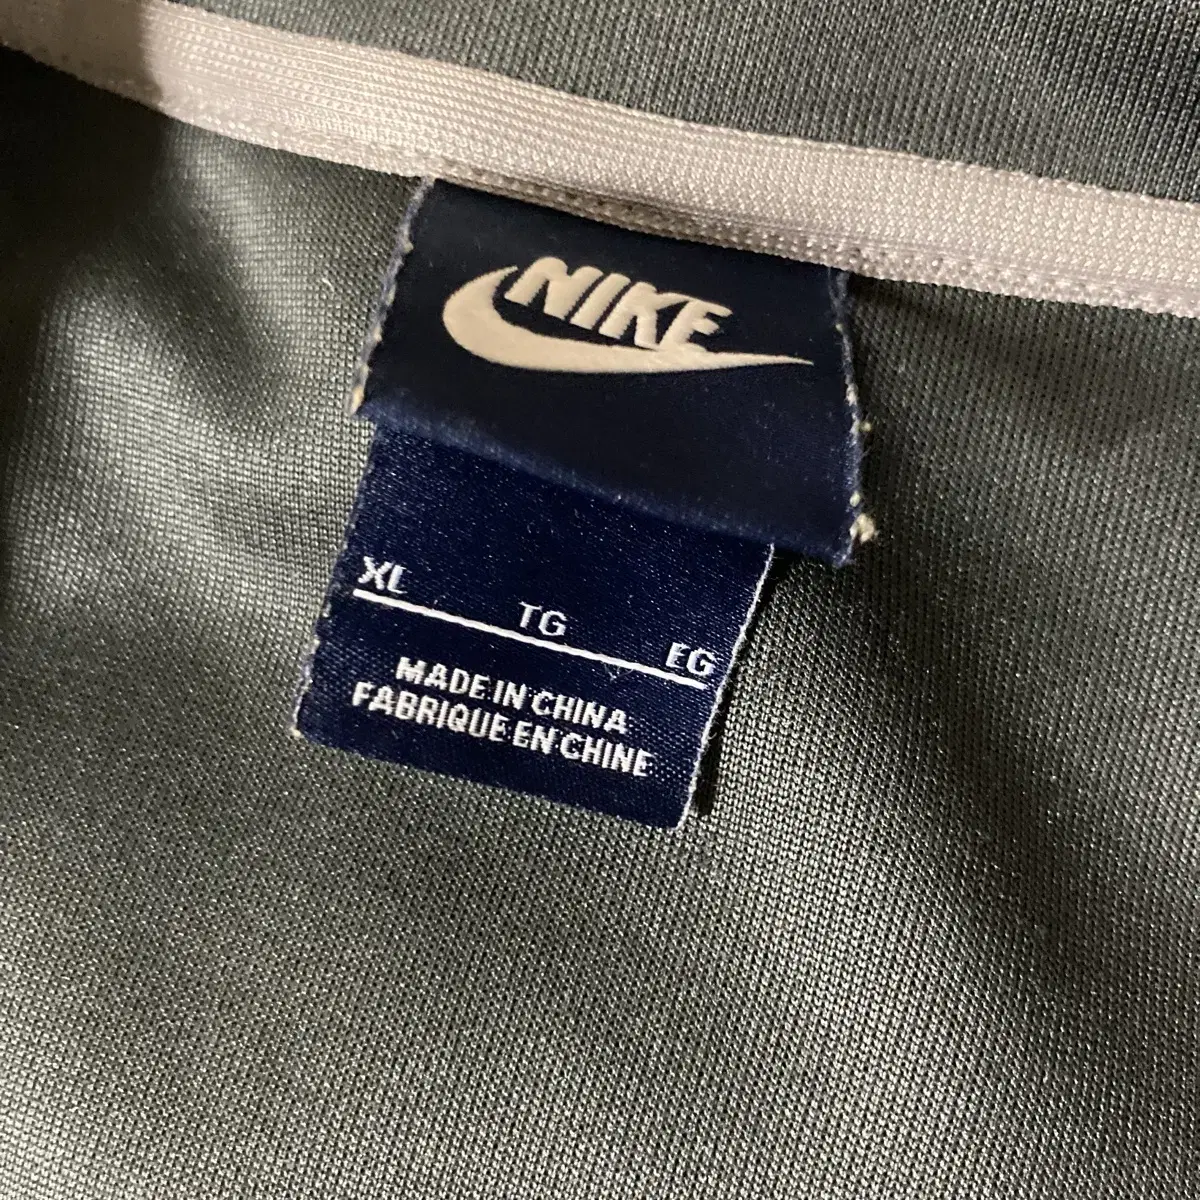 NIKE
XL TG EG
MADE IN CHINA
FABRIQUE EN CHINE